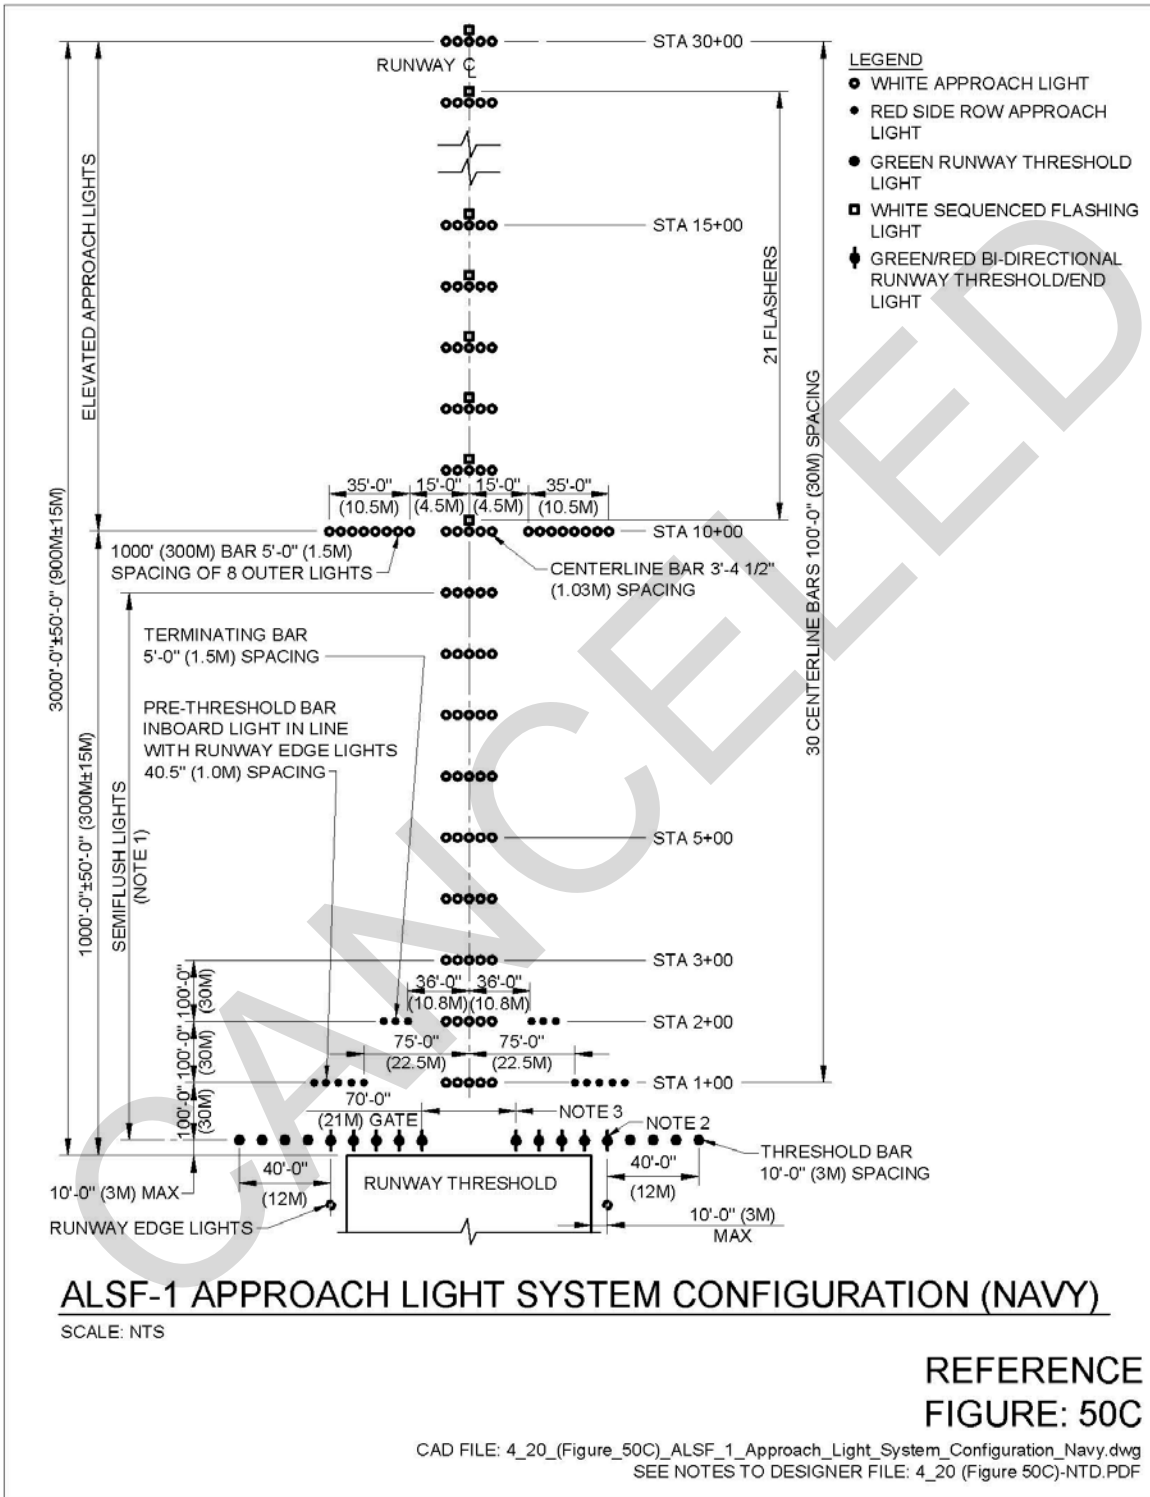 STA 30+00
RUNWAY ℄
LEGEND
WHITE APPROACH LIGHT
RED SIDE ROW APPROACH
LIGHT
GREEN RUNWAY THRESHOLD
LIGHT
WHITE SEQUENCED FLASHING
LIGHT
GREEN/RED BI-DIRECTIONAL
RUNWAY THRESHOLD/END
LIGHT
ELEVATED APPROACH LIGHTS
STA 15+00
21 FLASHERS
30 CENTERLINE BARS 100'-0" (30M) SPACING
3000'-0"±50'-0" (900M±15M)
35'-0" 15'-0" 15'-0" 35'-0"
(10.5M) (4.5M) (4.5M) (10.5M)
STA 10+00
1000' (300M) BAR 5'-0" (1.5M)
SPACING OF 8 OUTER LIGHTS
CENTERLINE BAR 3'-4 1/2"
(1.03M) SPACING
TERMINATING BAR
5'-0" (1.5M) SPACING
PRE-THRESHOLD BAR
INBOARD LIGHT IN LINE
WITH RUNWAY EDGE LIGHTS
40.5" (1.0M) SPACING
1000'-0"±50'-0" (300M±15M)
SEMIFLUSH LIGHTS
(NOTE 1)
STA 5+00
STA 3+00
100'-0"
(30M)
36'-0" 36'-0"
(10.8M) (10.8M)
STA 2+00
100'-0"
(30M)
75'-0" 75'-0"
(22.5M) (22.5M)
STA 1+00
100'-0"
(30M)
70'-0"
(21M) GATE
NOTE 3
NOTE 2
THRESHOLD BAR
10'-0" (3M) SPACING
40'-0"
(12M)
RUNWAY THRESHOLD
40'-0"
(12M)
10'-0" (3M) MAX
RUNWAY EDGE LIGHTS
10'-0" (3M)
MAX
CANCELED
ALSF-1 APPROACH LIGHT SYSTEM CONFIGURATION (NAVY)
SCALE: NTS
REFERENCE
FIGURE: 50C
CAD FILE: 4_20_(Figure_50C)_ALSF_1_Approach_Light_System_Configuration_Navy.dwg
SEE NOTES TO DESIGNER FILE: 4_20 (Figure 50C)-NTD.PDF